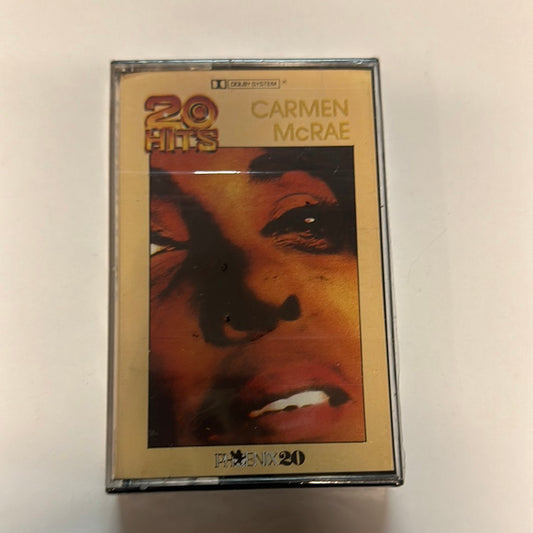 DOLBY SYSTEM
20
HITS
CARMEN
McRAE
PHOENIX 20